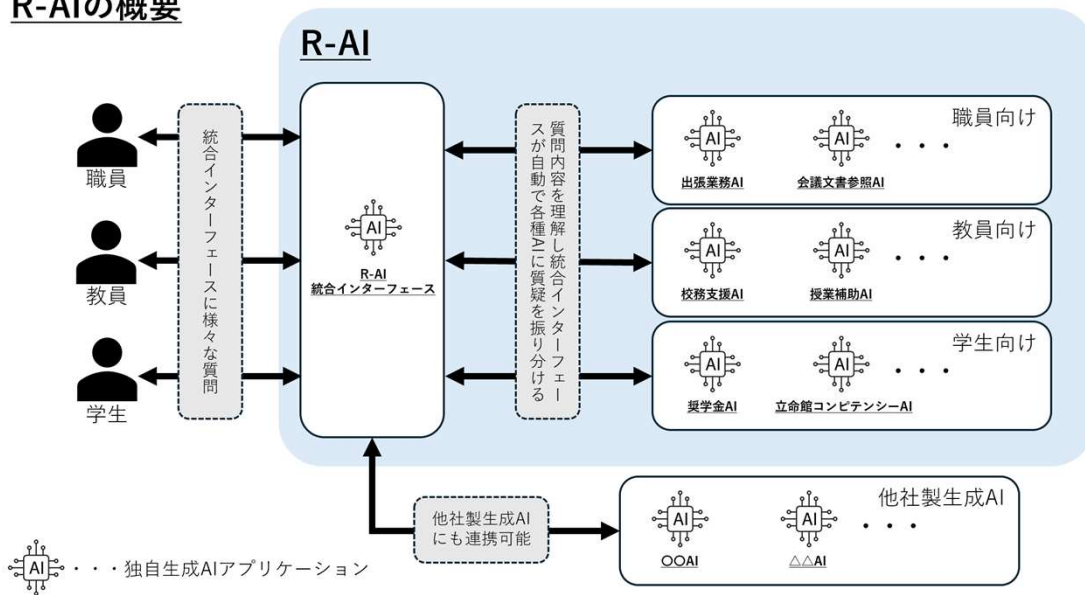 R-AIの概要
R-AI
職員
教員
学生
統合インターフェースに様々な質問
AI
R-AI
統合インターフェース
質問内容を理解し統合インターフェー
スが自動で各種AIに質疑を振り分ける
職員向け
AI
AI
・・・
出張業務AI
会議文書参照AI
教員向け
AI
AI
・・・
校務支援AI
授業補助AI
学生向け
AI
AI
・・・
奨学金AI
立命館コンピテンシーAI
他社製生成AI
にも連携可能
他社製生成AI
AI
AI
・・・
○○AI
△△AI
AI ・・・独自生成AIアプリケーション